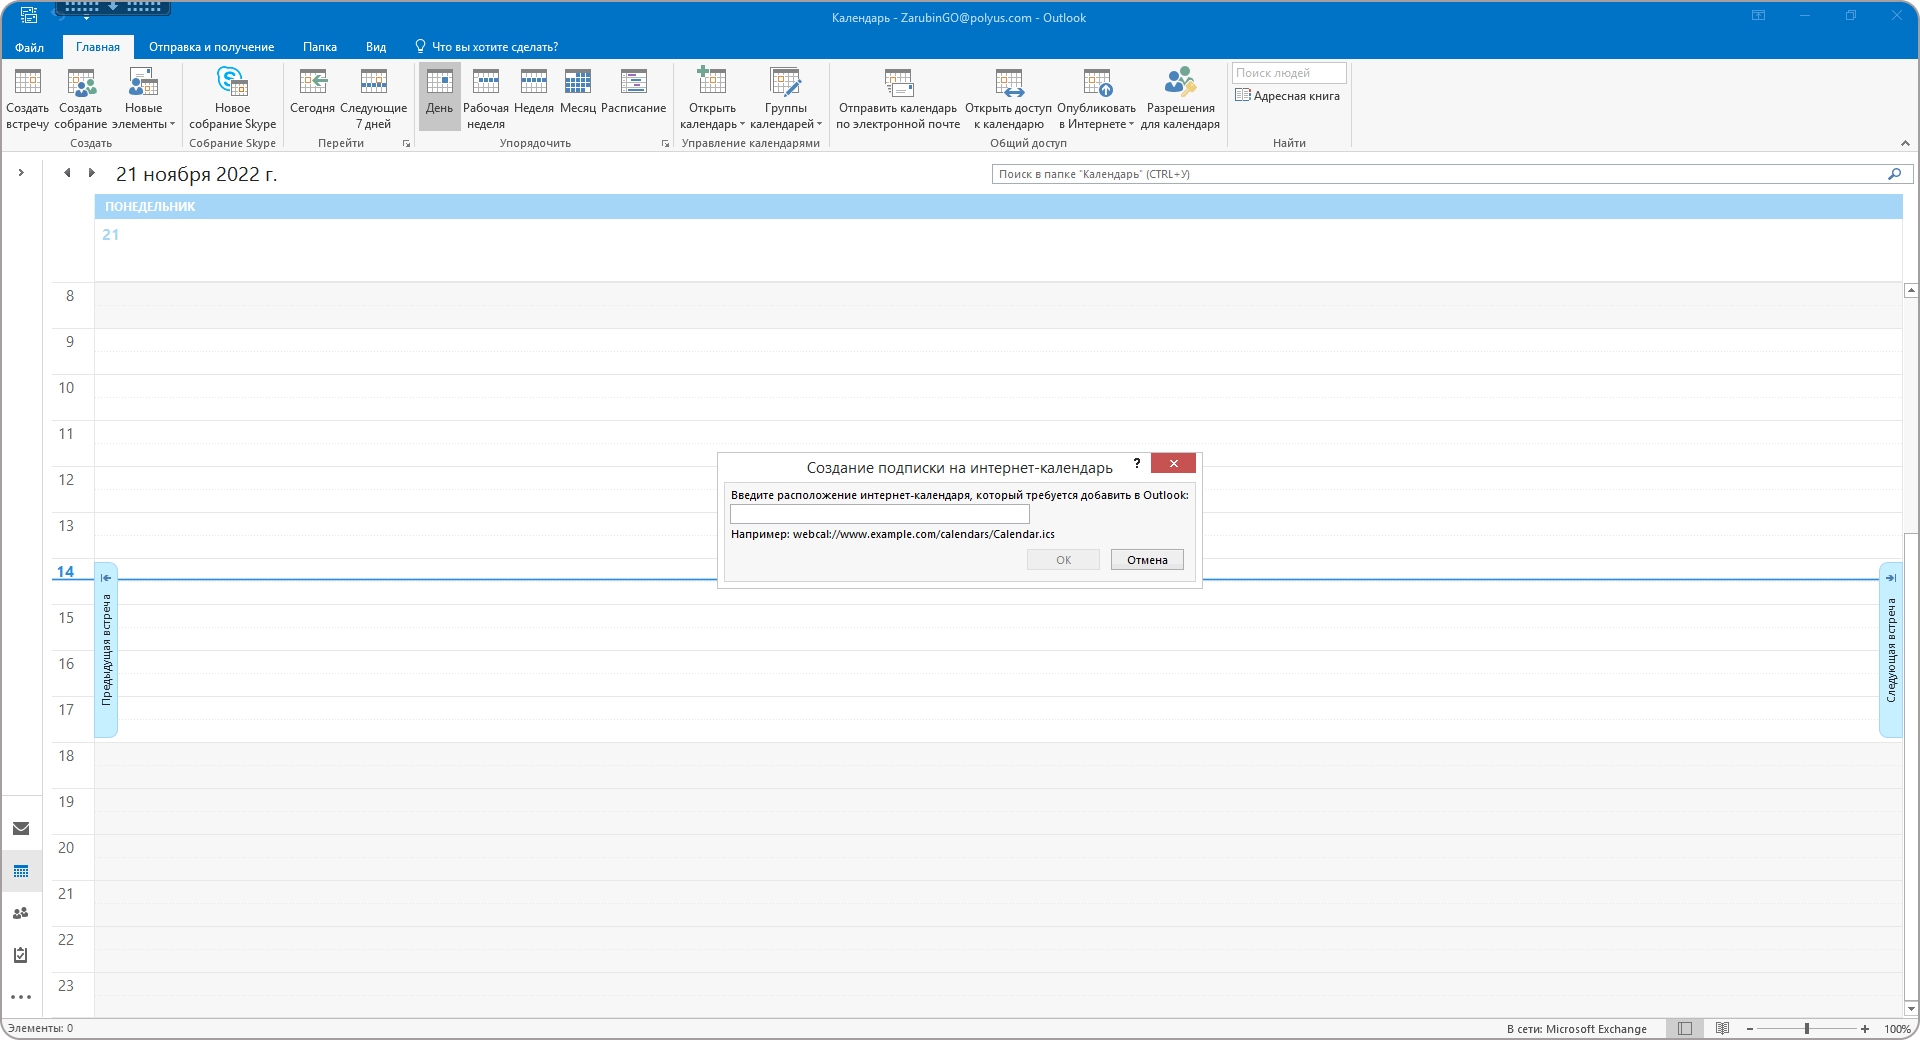 Календарь - ZarubinGO@polyus.com - Outlook
Файл Главная Отправка и получение Папка Вид Что вы хотите сделать?
Создать встречу
Создать собрание
Новые элементы
Создать
Новое собрание Skype
Собрание Skype
Сегодня
Следующие 7 дней
Перейти
День
Рабочая неделя
Неделя
Месяц
Расписание
Упорядочить
Открыть календарь
Группы календарей
Управление календарями
Отправить календарь по электронной почте
Открыть доступ к календарю
Опубликовать в Интернете
Разрешения для календаря
Общий доступ
Поиск людей
Адресная книга
Найти
21 ноября 2022 г.
Поиск в папке "Календарь" (CTRL+У)
ПОНЕДЕЛЬНИК
21
8
9
10
11
12
13
14
15
16
17
18
19
20
21
22
23
Предыдущая встреча
Следующая встреча
Создание подписки на интернет-календарь
?
Введите расположение интернет-календаря, который требуется добавить в Outlook:
Например: webcal://www.example.com/calendars/Calendar.ics
ОК Отмена
Элементы: 0
В сети: Microsoft Exchange
100%